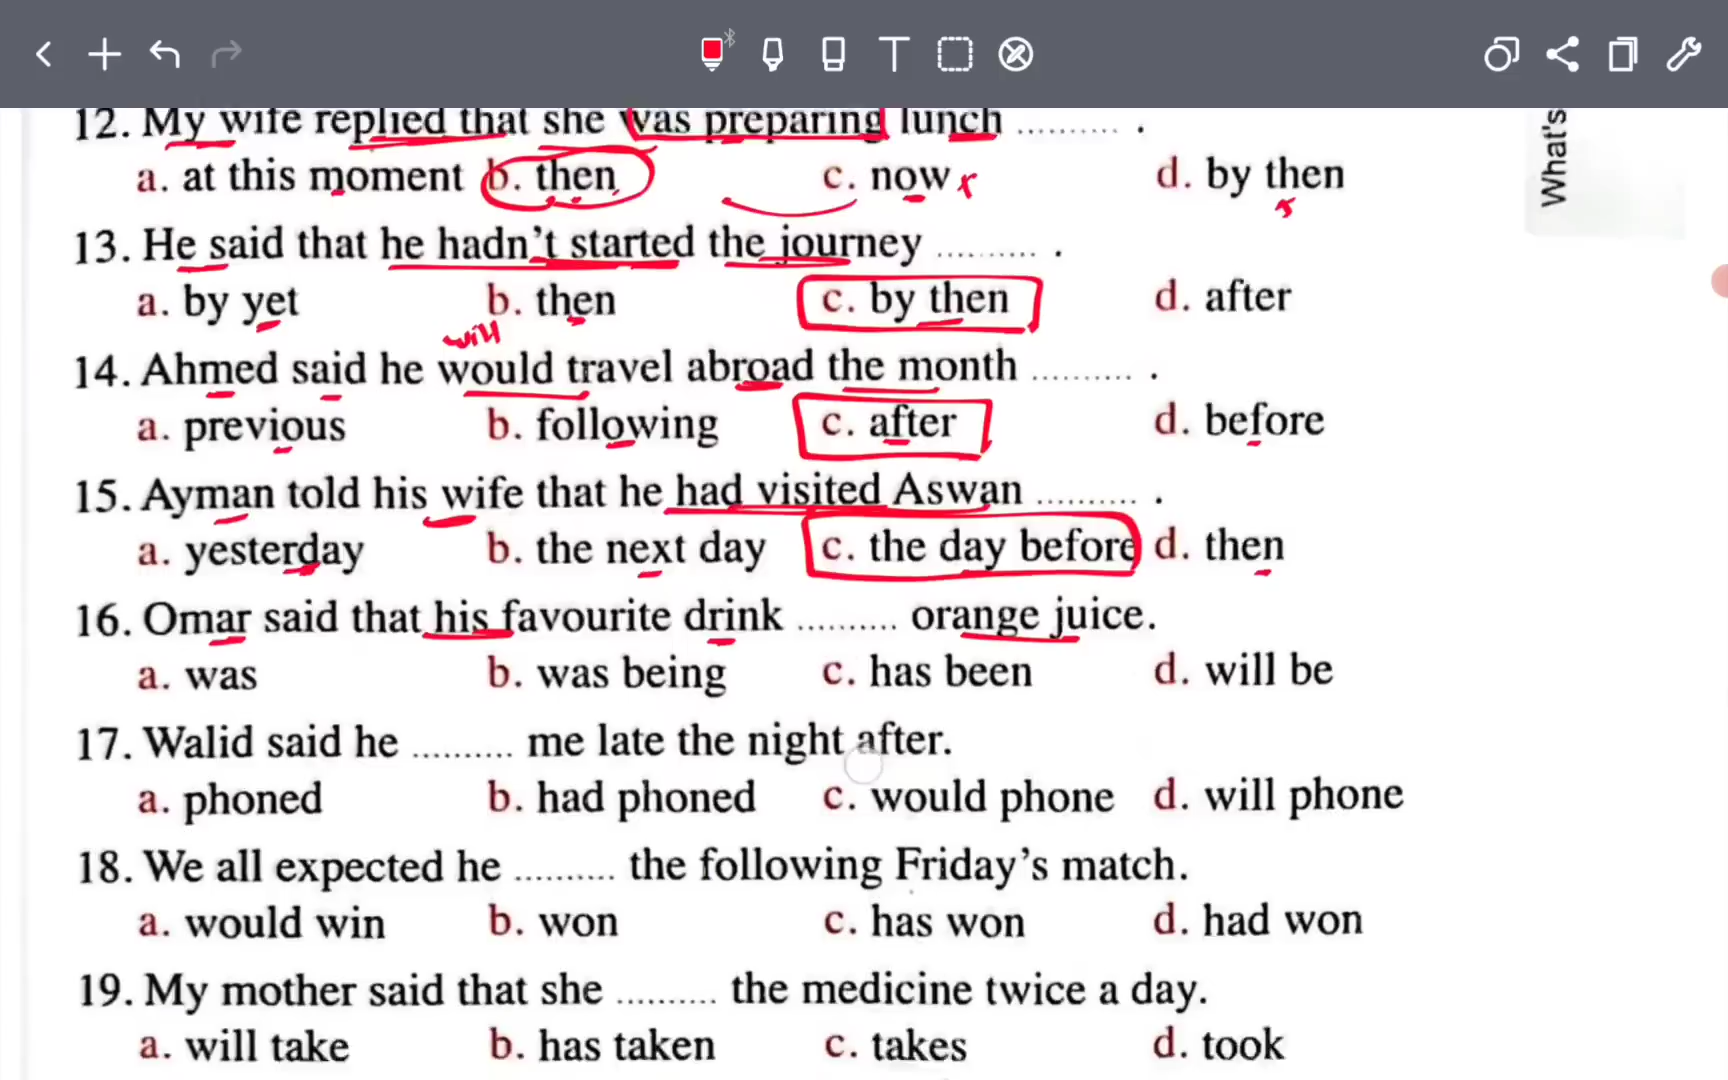 12. My wife replied that she was preparing lunch .......... .
a. at this moment b. then c. now x d. by then
13. He said that he hadn't started the journey .......... .
a. by yet b. then c. by then d. after
will
14. Ahmed said he would travel abroad the month .......... .
a. previous b. following c. after d. before
15. Ayman told his wife that he had visited Aswan .......... .
a. yesterday b. the next day c. the day before d. then
16. Omar said that his favourite drink .......... orange juice.
a. was b. was being c. has been d. will be
17. Walid said he .......... me late the night after.
a. phoned b. had phoned c. would phone d. will phone
18. We all expected he .......... the following Friday's match.
a. would win b. won c. has won d. had won
19. My mother said that she .......... the medicine twice a day.
a. will take b. has taken c. takes d. took
What's